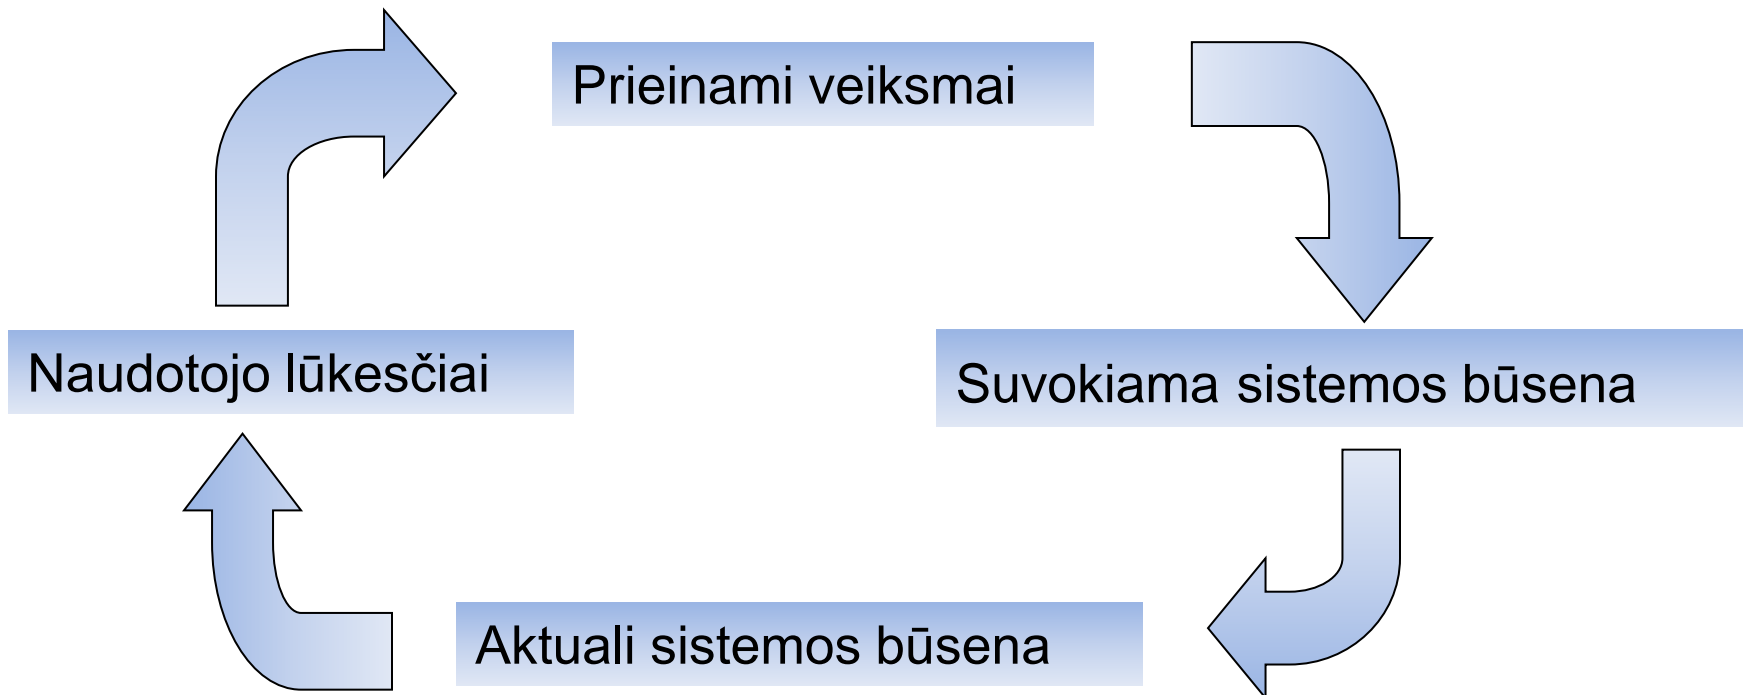 Prieinami veiksmai
Naudotojo lūkesčiai
Suvokiama sistemos būsena
Aktuali sistemos būsena